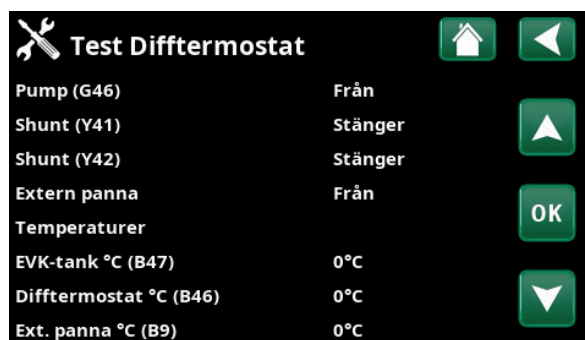 Test Difftermostat
Pump (G46) Från
Shunt (Y41) Stänger
Shunt (Y42) Stänger
Extern panna Från
OK
Temperaturer
EVK-tank °C (B47) 0°C
Difftermostat °C (B46) 0°C
Ext. panna °C (B9) 0°C